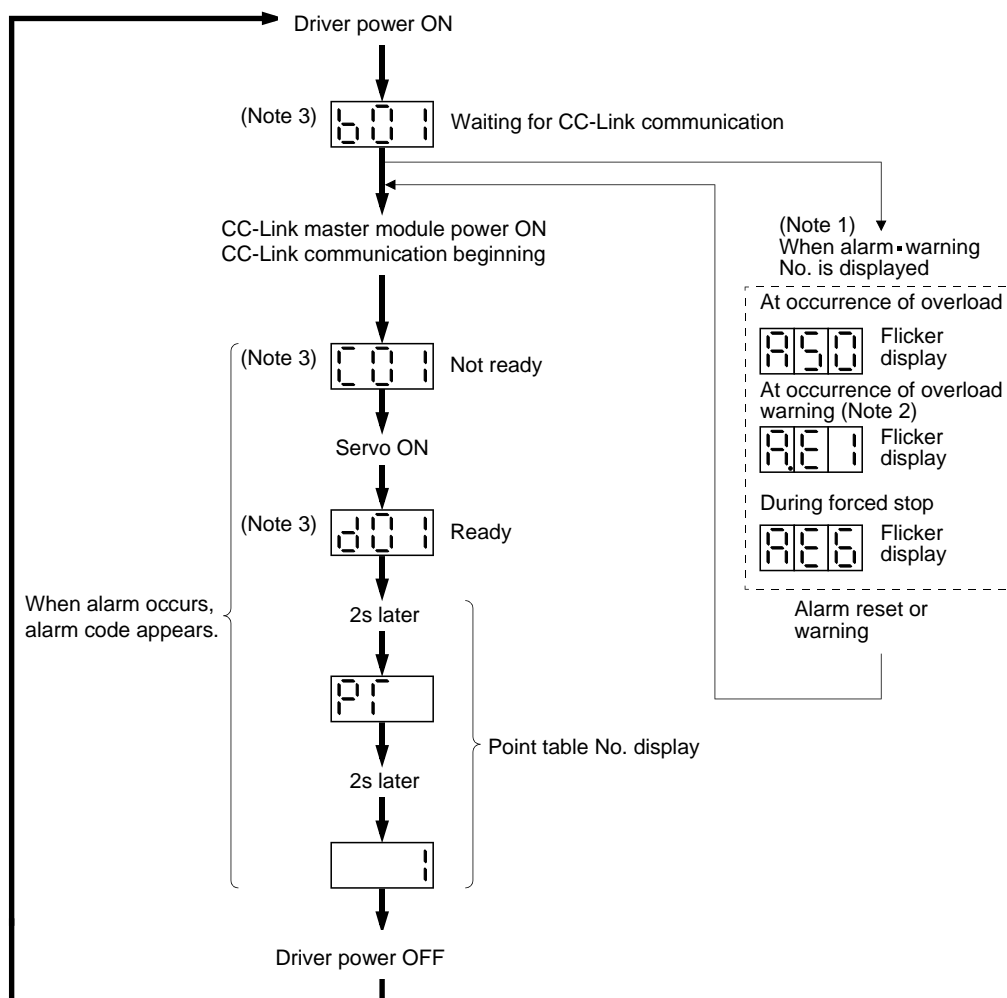 Driver power ON
(Note 3)
b01
Waiting for CC-Link communication
CC-Link master module power ON
CC-Link communication beginning
(Note 3)
C01
Not ready
Servo ON
(Note 3)
d01
Ready
When alarm occurs,
alarm code appears.
2s later
PT
Point table No. display
2s later
1
Driver power OFF
(Note 1)
When alarm▪warning
No. is displayed
At occurrence of overload
A50
Flicker
display
At occurrence of overload
warning (Note 2)
A.E1
Flicker
display
During forced stop
AE6
Flicker
display
Alarm reset or
warning